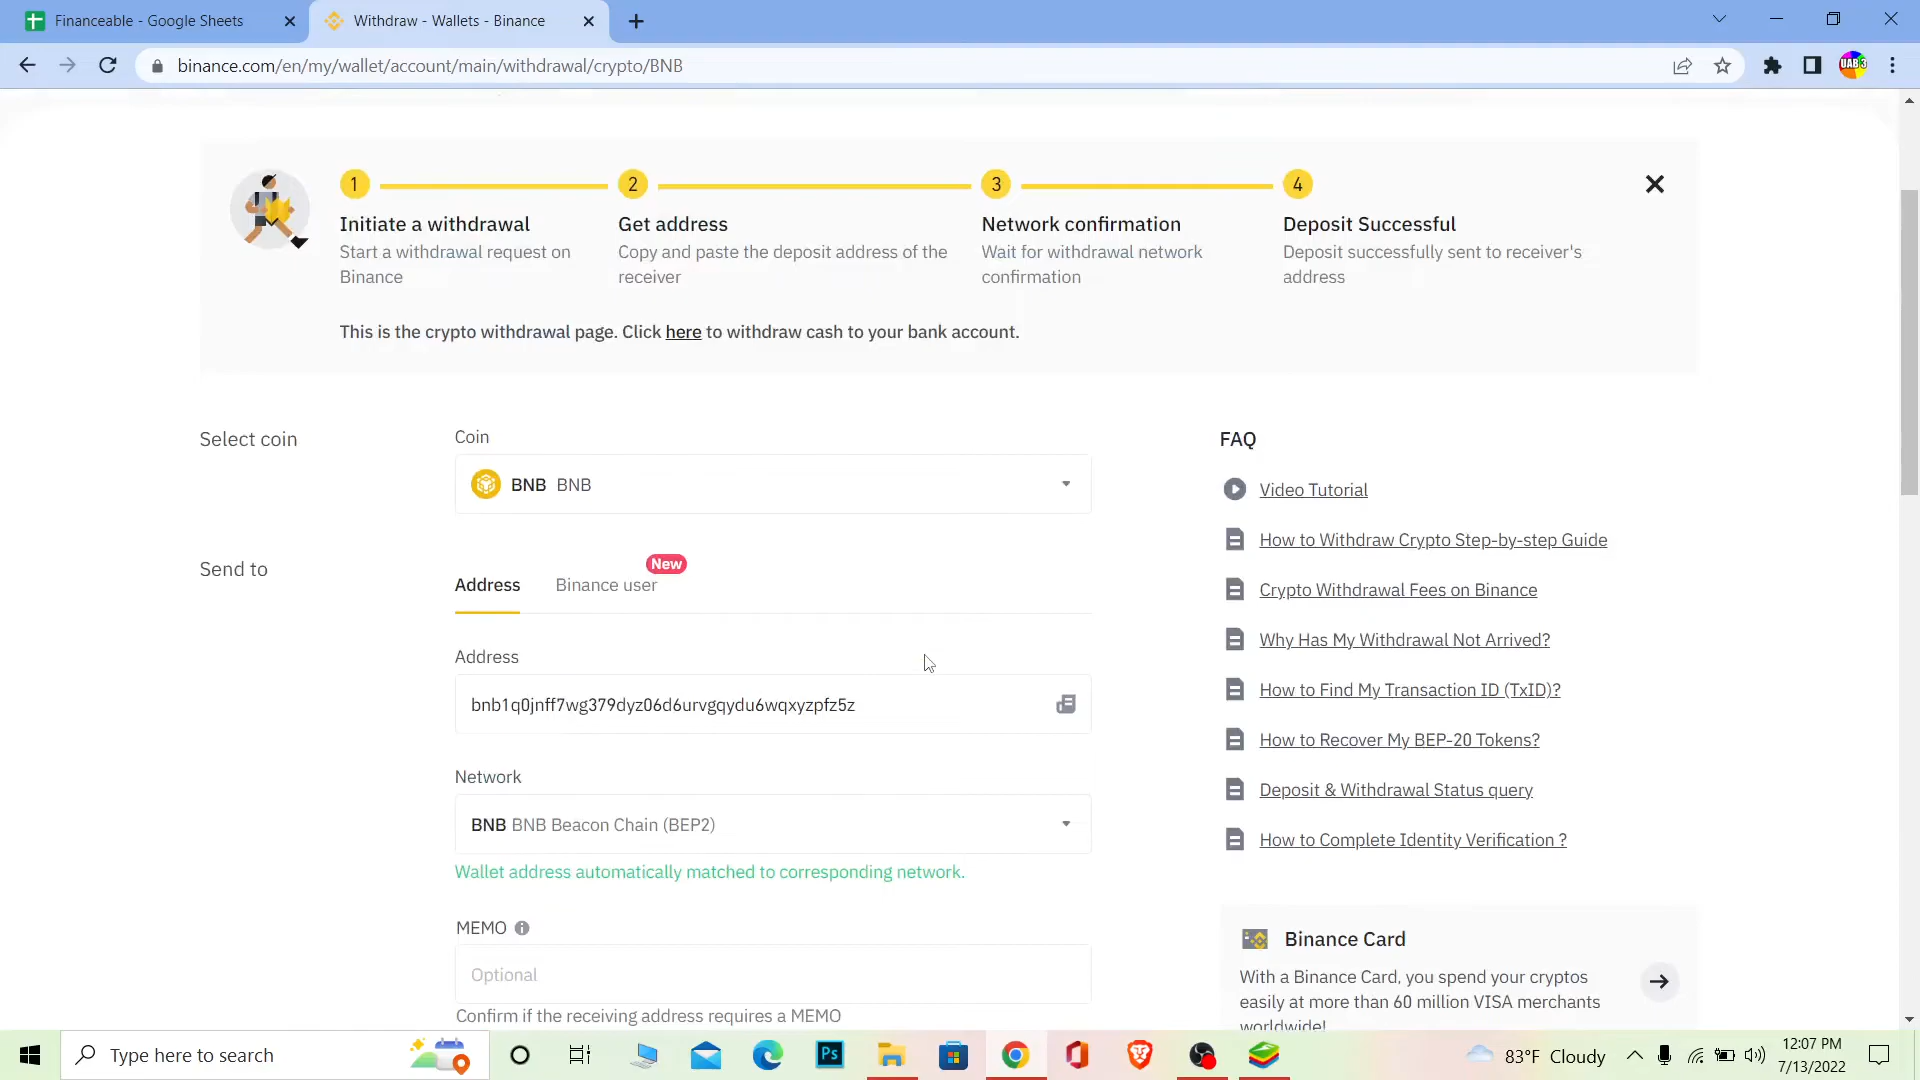 Financeable - Google Sheets
Withdraw - Wallets - Binance
binance.com/en/my/wallet/account/main/withdrawal/crypto/BNB
UAB 3
1
2
3
4
Initiate a withdrawal
Start a withdrawal request on
Binance
Get address
Copy and paste the deposit address of the
receiver
Network confirmation
Wait for withdrawal network
confirmation
Deposit Successful
Deposit successfully sent to receiver's
address
This is the crypto withdrawal page. Click here to withdraw cash to your bank account.
Select coin
Coin
BNB BNB
Send to
Address
Binance user
New
Address
bnb1q0jnff7wg379dyz06d6urvgqydu6wqxyzpfz5z
Network
BNB BNB Beacon Chain (BEP2)
Wallet address automatically matched to corresponding network.
MEMO
Optional
Confirm if the receiving address requires a MEMO
FAQ
Video Tutorial
How to Withdraw Crypto Step-by-step Guide
Crypto Withdrawal Fees on Binance
Why Has My Withdrawal Not Arrived?
How to Find My Transaction ID (TxID)?
How to Recover My BEP-20 Tokens?
Deposit & Withdrawal Status query
How to Complete Identity Verification ?
Binance Card
With a Binance Card, you spend your cryptos
easily at more than 60 million VISA merchants
worldwide!
Type here to search
Ps
83°F Cloudy
12:07 PM
7/13/2022